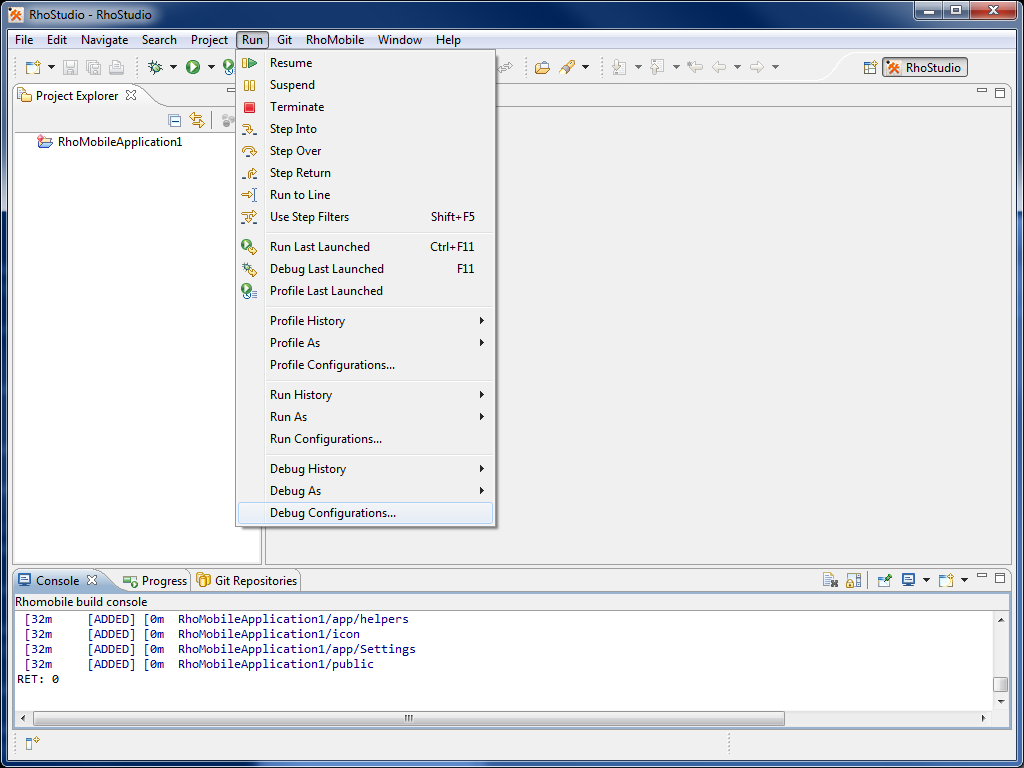 RhoStudio - RhoStudio
File Edit Navigate Search Project Run Git RhoMobile Window Help
RhoStudio
Project Explorer
RhoMobileApplication1
Resume
Suspend
Terminate
Step Into
Step Over
Step Return
Run to Line
Use Step Filters Shift+F5
Run Last Launched Ctrl+F11
Debug Last Launched F11
Profile Last Launched
Profile History
Profile As
Profile Configurations...
Run History
Run As
Run Configurations...
Debug History
Debug As
Debug Configurations...
Console Progress Git Repositories
Rhomobile build console
[32m [ADDED] [0m RhoMobileApplication1/app/helpers
[32m [ADDED] [0m RhoMobileApplication1/icon
[32m [ADDED] [0m RhoMobileApplication1/app/Settings
[32m [ADDED] [0m RhoMobileApplication1/public
RET: 0